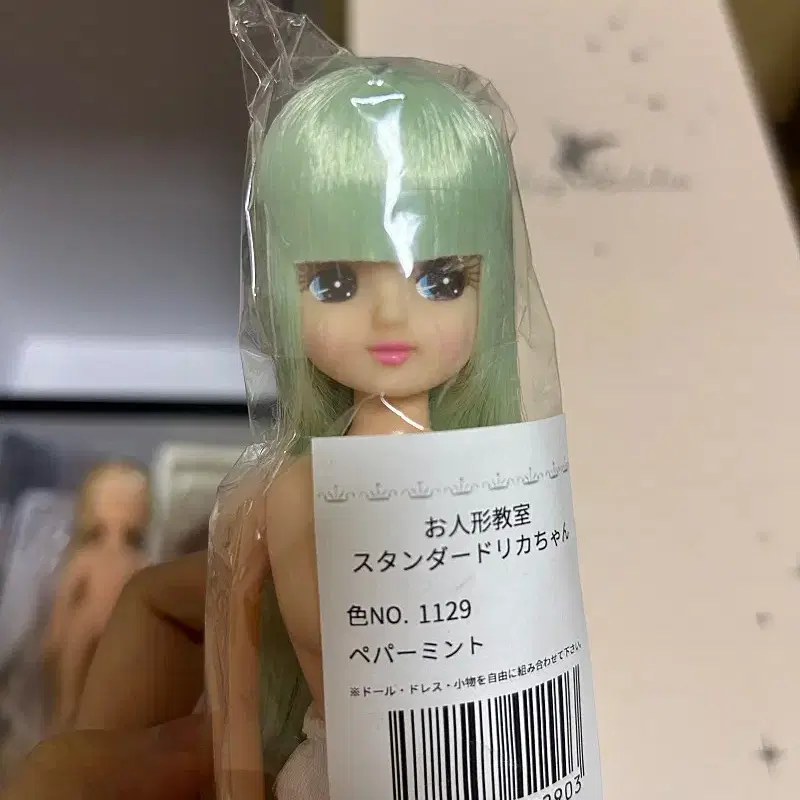 お人形教室
スタンダードリカちゃん
色NO. 1129
ペパーミント
※ドール・ドレス・小物を自由に組み合わせて下さい。